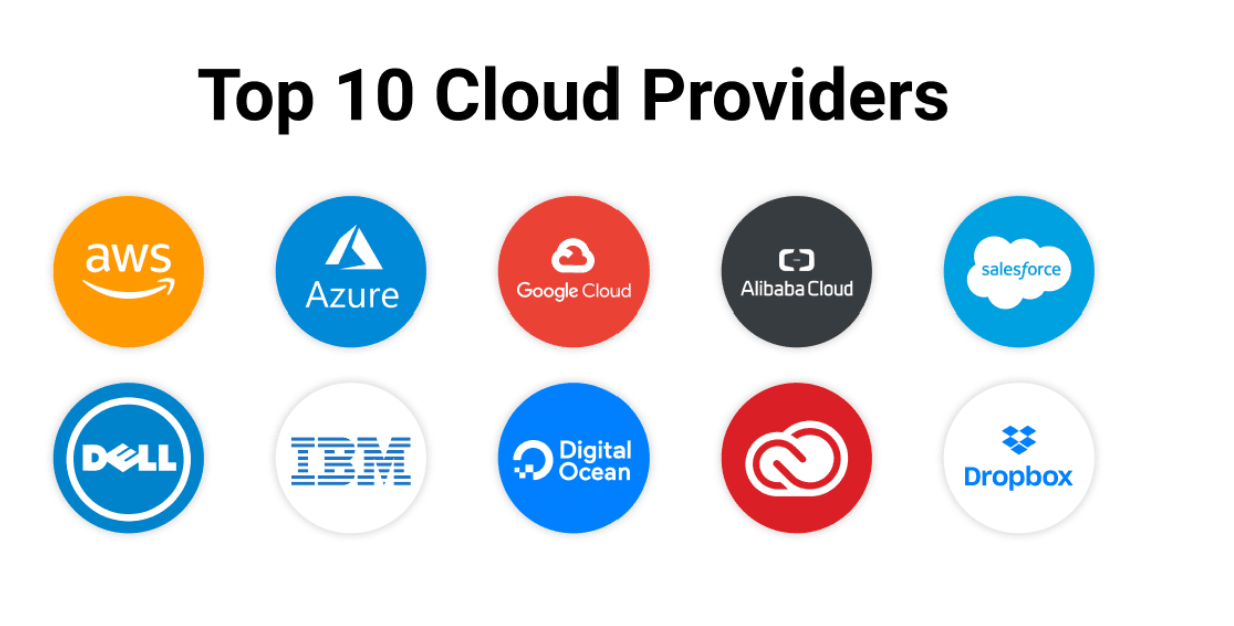 Top 10 Cloud Providers
aws
Azure
Google Cloud
Alibaba Cloud
salesforce
DELL
IBM
Digital
Ocean
Dropbox